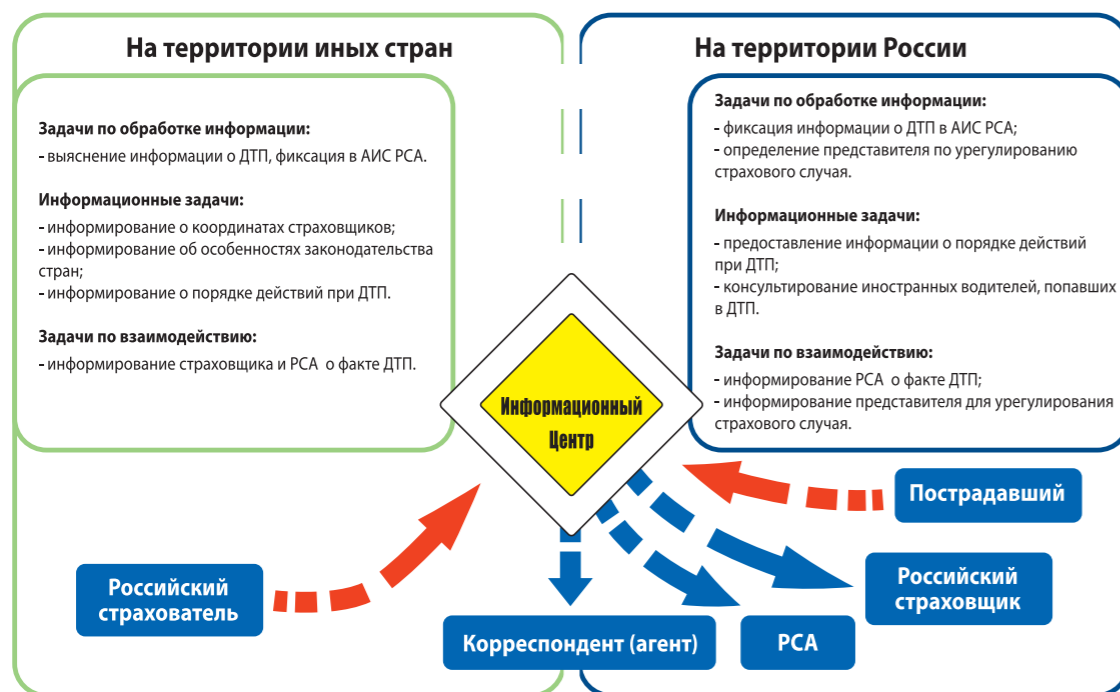 На территории иных стран
Задачи по обработке информации:
- выяснение информации о ДТП, фиксация в АИС РСА.
Информационные задачи:
- информирование о координатах страховщиков;
- информирование об особенностях законодательства
стран;
- информирование о порядке действий при ДТП.
Задачи по взаимодействию:
- информирование страховщика и РСА о факте ДТП.
На территории России
Задачи по обработке информации:
- фиксация информации о ДТП в АИС РСА;
- определение представителя по урегулированию
страхового случая.
Информационные задачи:
- предоставление информации о порядке действий
при ДТП;
- консультирование иностранных водителей, попавших
в ДТП.
Задачи по взаимодействию:
- информирование РСА о факте ДТП;
- информирование представителя для урегулирования
страхового случая.
Информационный
Центр
Пострадавший
Российский
страхователь
Российский
страховщик
Корреспондент (агент)
РСА